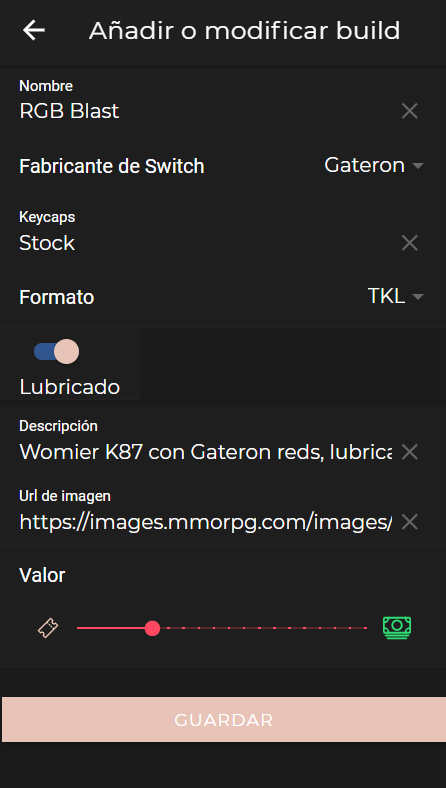 Añadir o modificar build
Nombre
RGB Blast
Fabricante de Switch Gateron
Keycaps
Stock
Formato TKL
Lubricado
Descripción
Womier K87 con Gateron reds, lubrica
Url de imagen
https://images.mmorpg.com/images/
Valor
GUARDAR